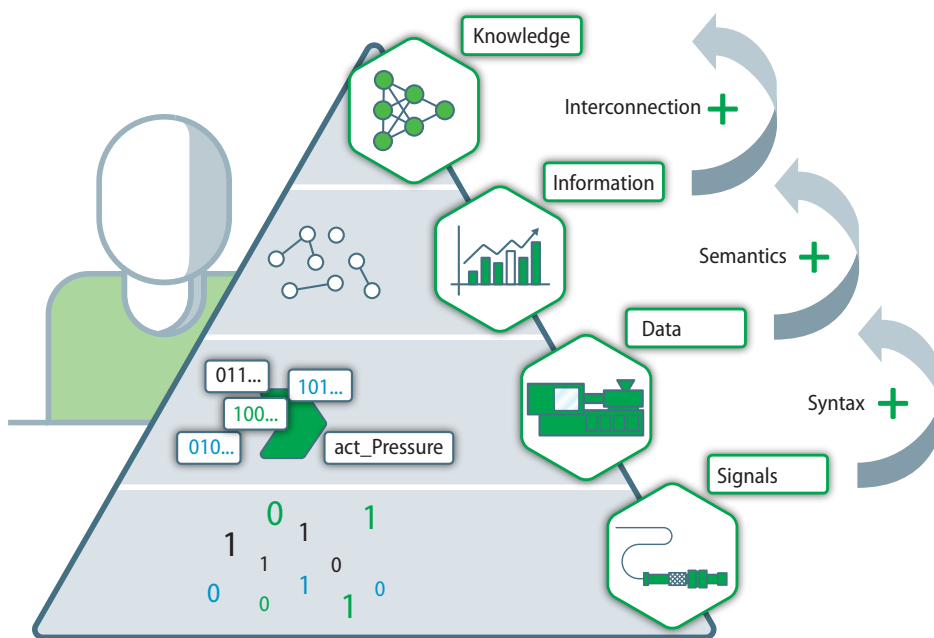 Knowledge
Interconnection +
Information
Semantics +
Data
011...
101...
100...
Syntax +
010...
act_Pressure
Signals
0
1
1
1
1
0
0
1
0
0
1